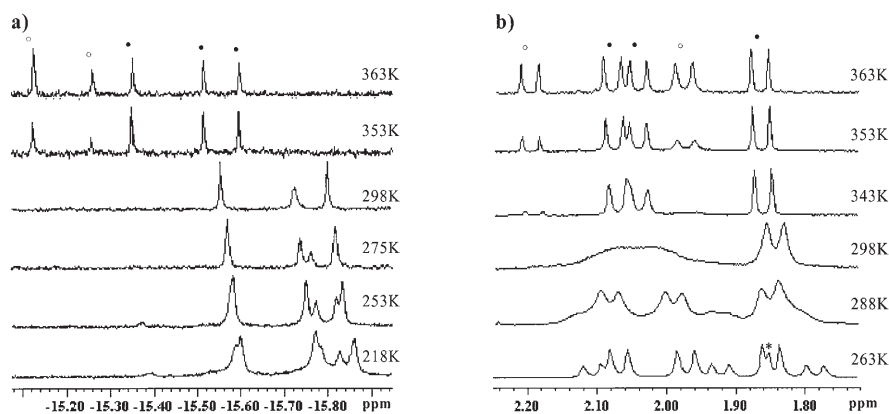 a)
363K
353K
298K
275K
253K
218K
-15.20 -15.30 -15.40 -15.50 -15.60 -15.70 -15.80 ppm
b)
363K
353K
343K
298K
288K
*
263K
2.20 2.10 2.00 1.90 1.80 ppm